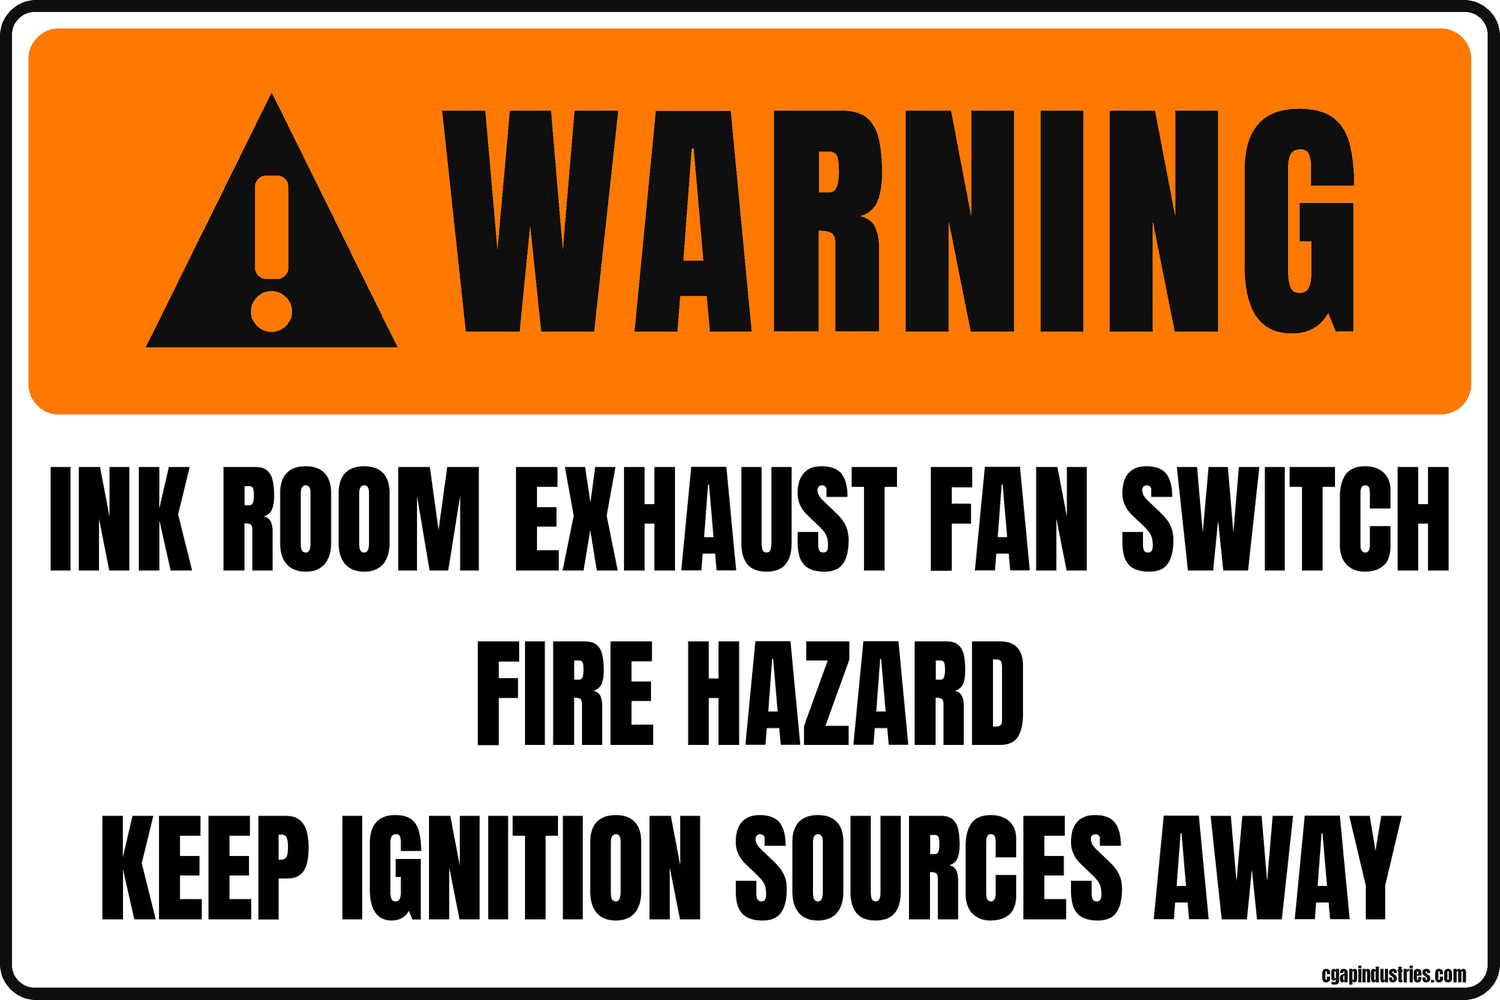 WARNING
INK ROOM EXHAUST FAN SWITCH
FIRE HAZARD
KEEP IGNITION SOURCES AWAY
cgapindustries.com